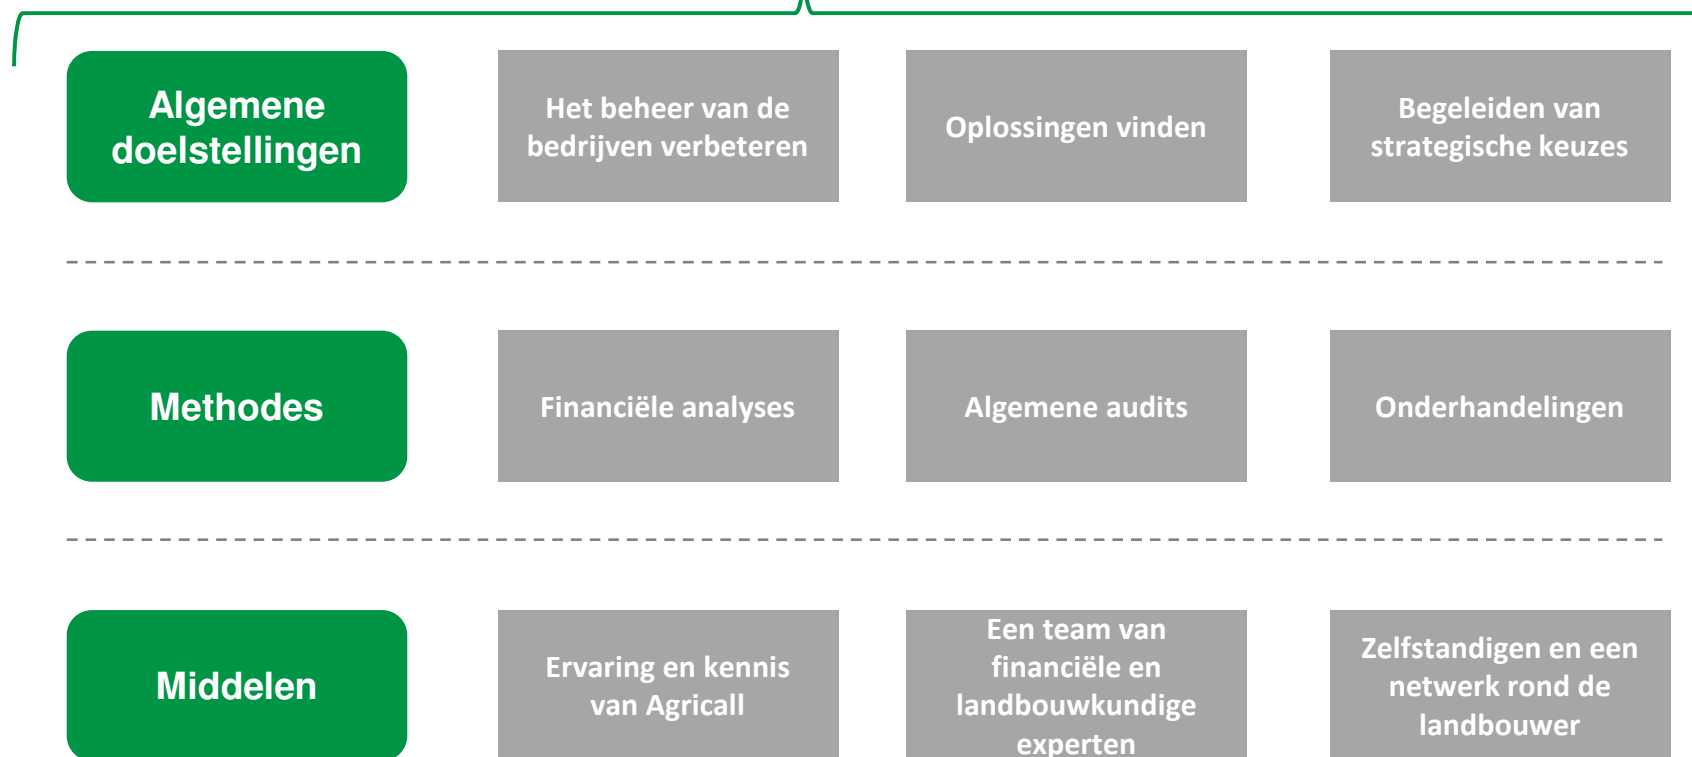 Algemene
doelstellingen
Het beheer van de
bedrijven verbeteren
Oplossingen vinden
Begeleiden van
strategische keuzes
Methodes
Financiële analyses
Algemene audits
Onderhandelingen
Middelen
Ervaring en kennis
van Agricall
Een team van
financiële en
landbouwkundige
experten
Zelfstandigen en een
netwerk rond de
landbouwer